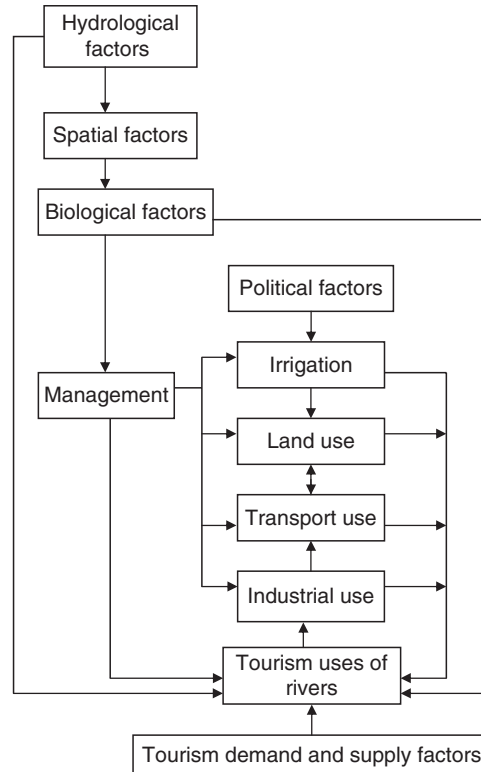 Hydrological
factors
Spatial factors
Biological factors
Political factors
Irrigation
Management
Land use
Transport use
Industrial use
Tourism uses of
rivers
Tourism demand and supply factors